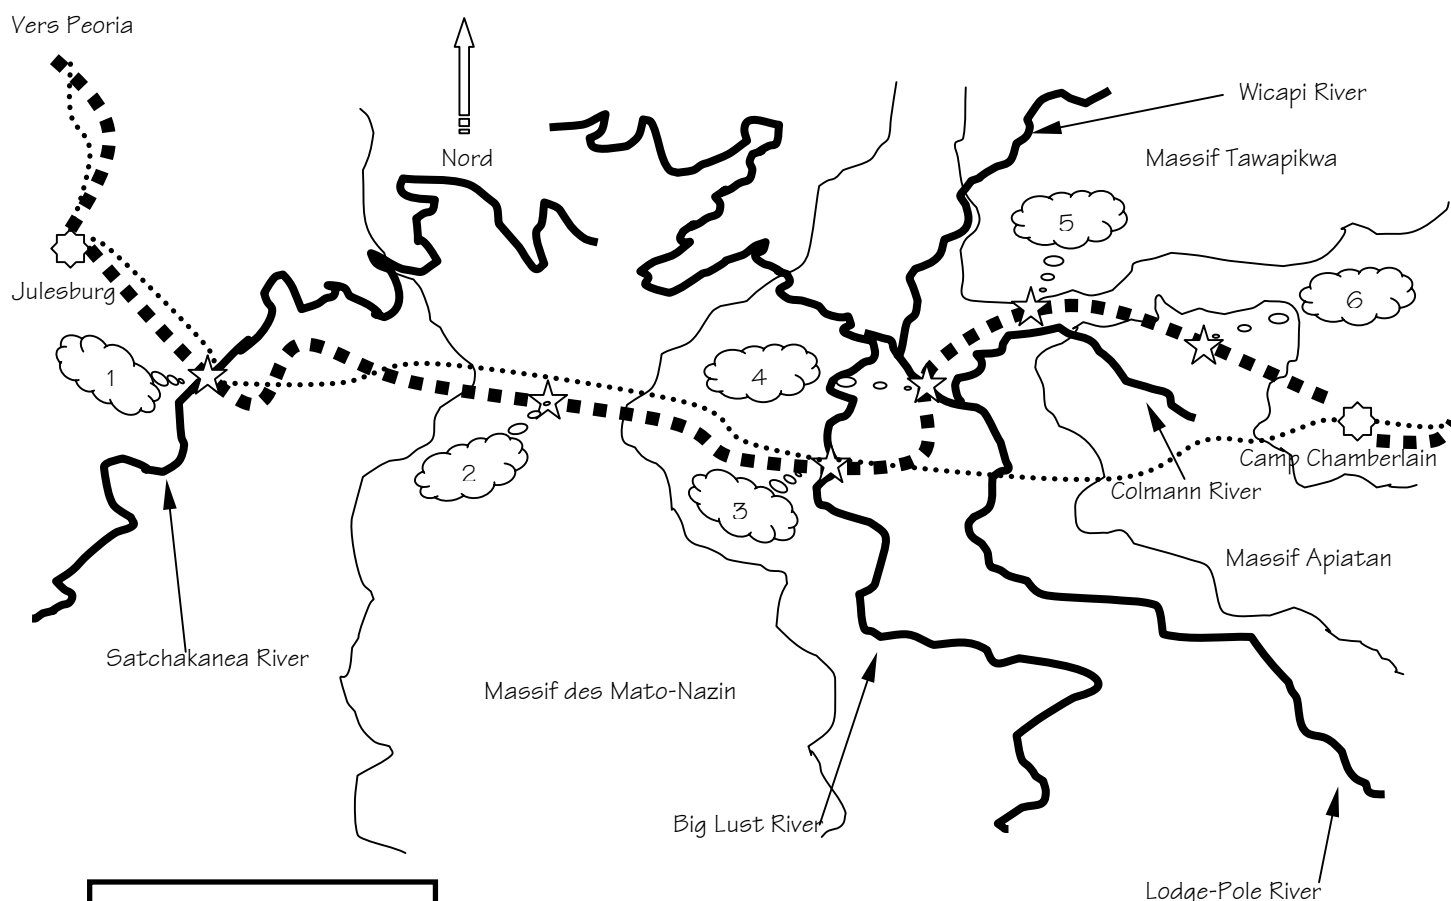 Vers Peoria
Nord
Wicapi River
Massif Tawapikwa
5
Julesburg
6
1
4
2
3
Camp Chamberlain
Colmann River
Massif Apiatan
Satchakanea River
Massif des Mato-Nazin
Big Lust River
Lodge-Pole River